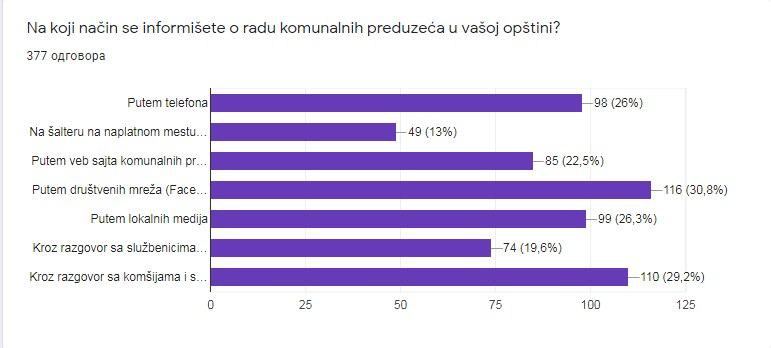 Na koji način se informišete o radu komunalnih preduzeća u vašoj opštini?
377 одговора
Putem telefona
98 (26%)
Na šalteru na naplatnom mestu…
49 (13%)
Putem veb sajta komunalnih pr…
85 (22,5%)
Putem društvenih mreža (Face…
116 (30,8%)
Putem lokalnih medija
99 (26,3%)
Kroz razgovor sa službenicima…
74 (19,6%)
Kroz razgovor sa komšijama i s…
110 (29,2%)
0 25 50 75 100 125